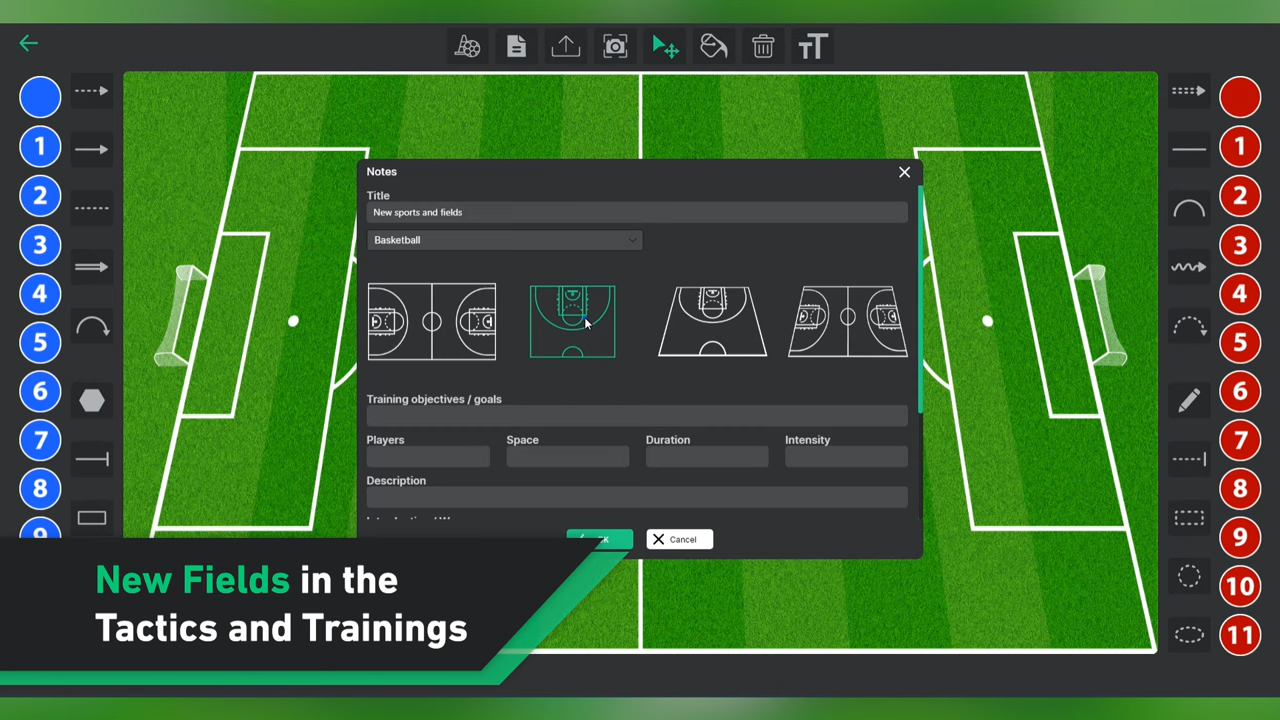 Notes
Title
New sports and fields
Basketball
Training objectives / goals
Players Space Duration Intensity
Description
Cancel
1
2
3
4
5
6
7
8
9
1
2
3
4
5
6
7
8
9
10
11
New Fields in the
Tactics and Trainings